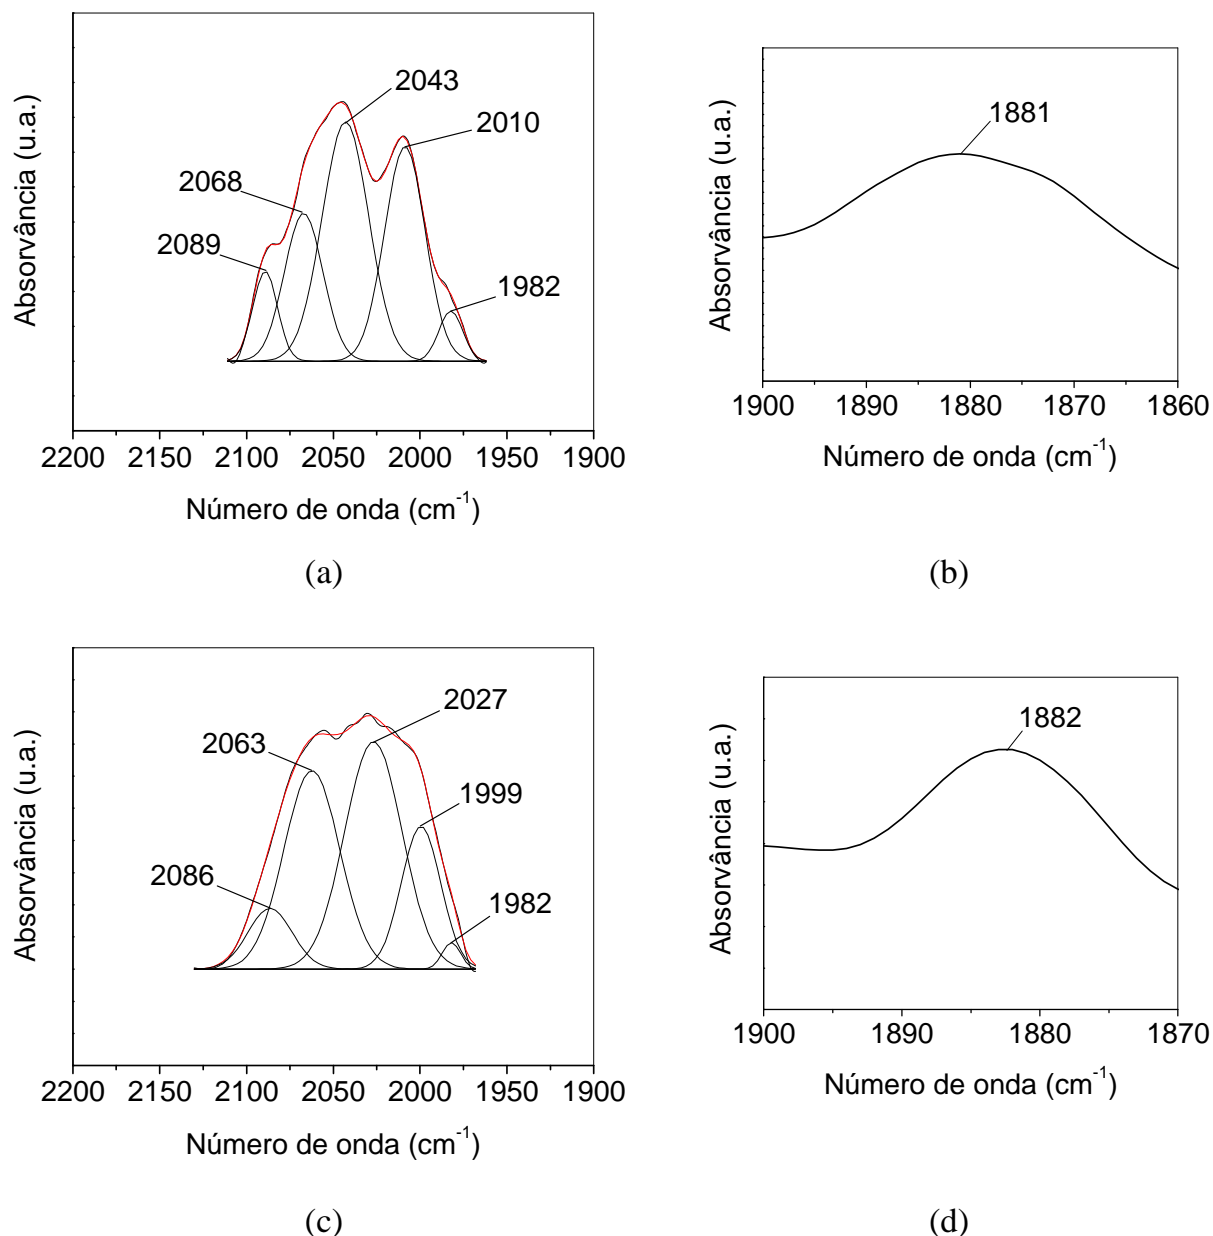 Absorvância (u.a.)
2043
2010
2068
2089
1982
2200 2150 2100 2050 2000 1950 1900
Número de onda (cm-1)
(a)
Absorvância (u.a.)
1881
1900 1890 1880 1870 1860
Número de onda (cm-1)
(b)
Absorvância (u.a.)
2027
2063
1999
2086
1982
2200 2150 2100 2050 2000 1950 1900
Número de onda (cm-1)
(c)
Absorvância (u.a.)
1882
1900 1890 1880 1870
Número de onda (cm-1)
(d)